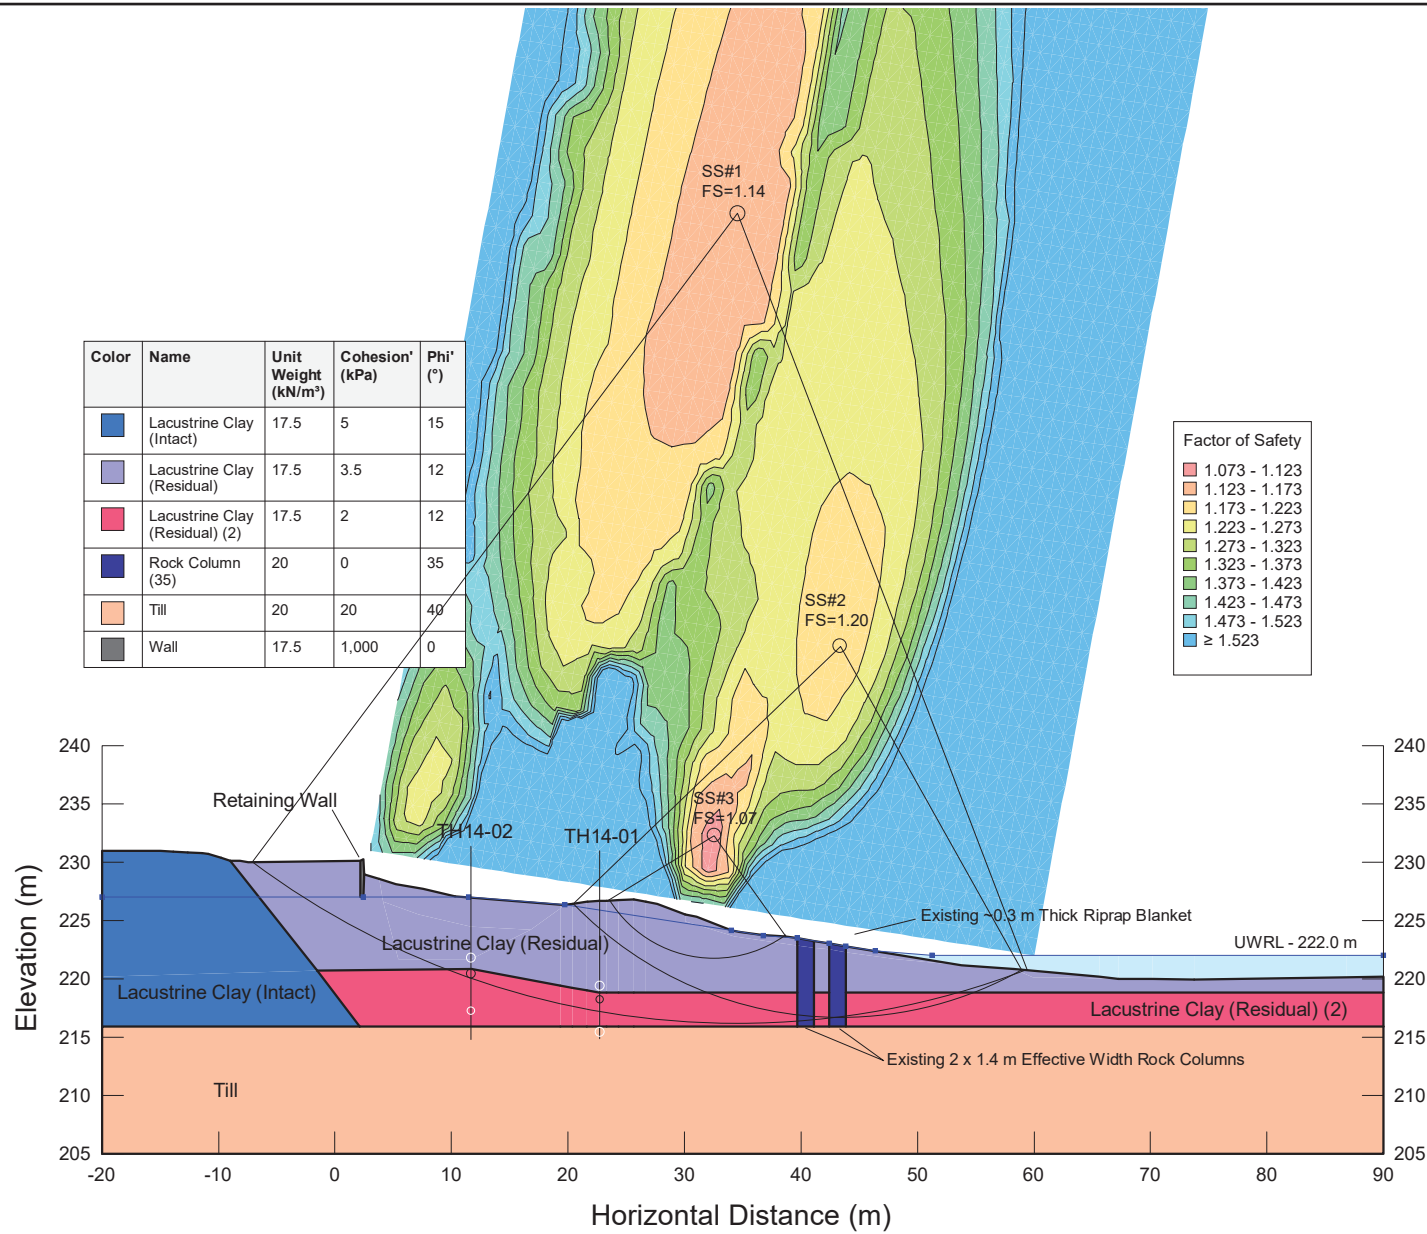 SS#1
FS=1.14
Color Name Unit Weight (kN/m³) Cohesion' (kPa) Phi' (°)
Lacustrine Clay (Intact) 17.5 5 15
Lacustrine Clay (Residual) 17.5 3.5 12
Lacustrine Clay (Residual) (2) 17.5 2 12
Rock Column (35) 20 0 35
Till 20 20 40
Wall 17.5 1,000 0
Factor of Safety
1.073 - 1.123
1.123 - 1.173
1.173 - 1.223
1.223 - 1.273
1.273 - 1.323
1.323 - 1.373
1.373 - 1.423
1.423 - 1.473
1.473 - 1.523
≥ 1.523
SS#2
FS=1.20
SS#3
FS=1.07
Retaining Wall
TH14-02
TH14-01
Existing ~0.3 m Thick Riprap Blanket
UWRL - 222.0 m
Lacustrine Clay (Residual)
Lacustrine Clay (Intact)
Lacustrine Clay (Residual) (2)
Existing 2 x 1.4 m Effective Width Rock Columns
Till
Elevation (m)
240
235
230
225
220
215
210
205
240
235
230
225
220
215
210
205
-20 -10 0 10 20 30 40 50 60 70 80 90
Horizontal Distance (m)